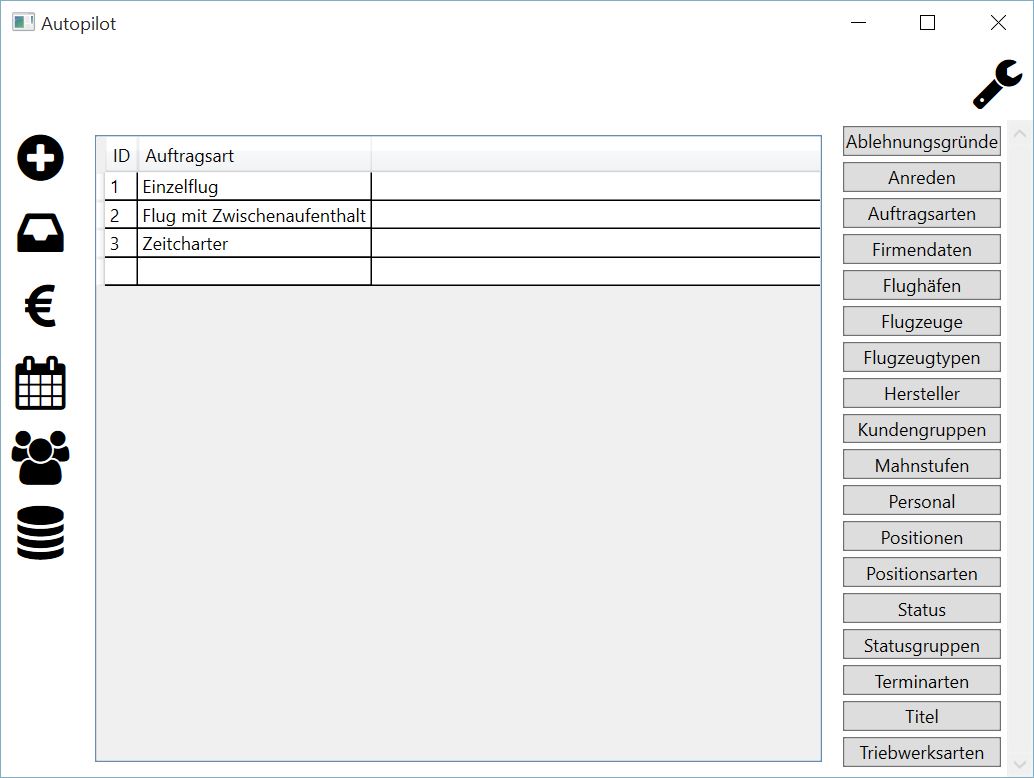 Autopilot
ID Auftragsart
1 Einzelflug
2 Flug mit Zwischenaufenthalt
3 Zeitcharter
€
Ablehnungsgründe
Anreden
Auftragsarten
Firmendaten
Flughäfen
Flugzeuge
Flugzeugtypen
Hersteller
Kundengruppen
Mahnstufen
Personal
Positionen
Positionsarten
Status
Statusgruppen
Terminarten
Titel
Triebwerksarten